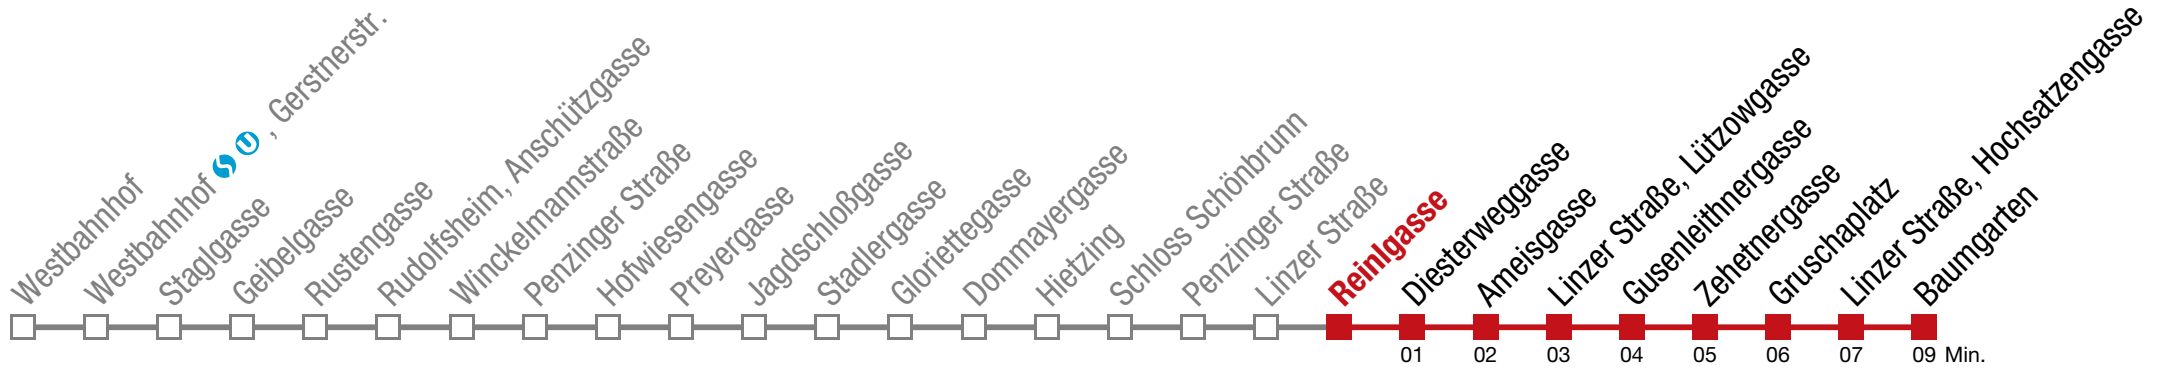 Westbahnhof
Westbahnhof S U , Gerstnerstr.
Staglgasse
Geibelgasse
Rustengasse
Rudolfsheim, Anschützgasse
Winckelmannstraße
Penzinger Straße
Hofwiesengasse
Preyergasse
Jagdschloßgasse
Stadlergasse
Gloriettegasse
Dommayergasse
Hietzing
Schloss Schönbrunn
Penzinger Straße
Linzer Straße
Reinlgasse
Diesterweggasse
Ameisgasse
Linzer Straße, Lützowgasse
Gusenleithnergasse
Zehetnergasse
Gruschaplatz
Linzer Straße, Hochsatzengasse
Baumgarten
01 02 03 04 05 06 07 09 Min.